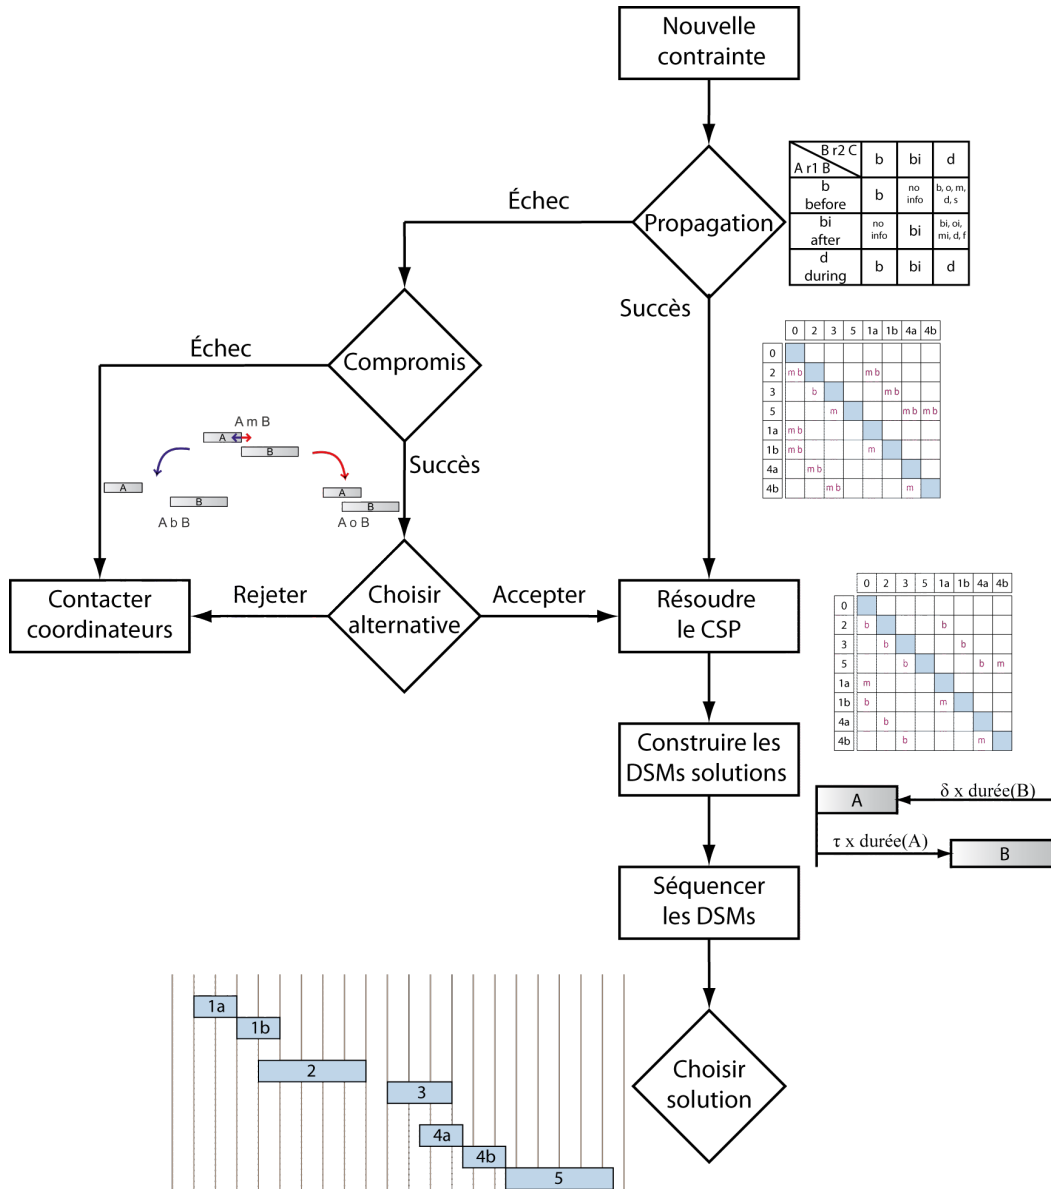 Nouvelle
contrainte
B r2 C
A r1 B
b
bi
d
b
before
b
no
info
b, o, m,
d, s
bi
after
no
info
bi
bi, oi,
mi, d, f
d
during
b
bi
d
Échec
Propagation
Succès
Échec
Compromis
Succès
A m B
A
B
A
B
A b B
A
B
A o B
0 2 3 5 1a 1b 4a 4b
0
2 m b m b
3 b m b
5 m m b m b
1a m b
1b m b m
4a m b
4b m b m
Contacter
coordinateurs
Rejeter
Choisir
alternative
Accepter
Résoudre
le CSP
0 2 3 5 1a 1b 4a 4b
0
2 b b
3 b b
5 b b m
1a m
1b b m
4a b
4b b m
Construire les
DSMs solutions
A
δ x durée(B)
τ x durée(A)
B
Séquencer
les DSMs
1a
1b
2
3
4a
4b
5
Choisir
solution